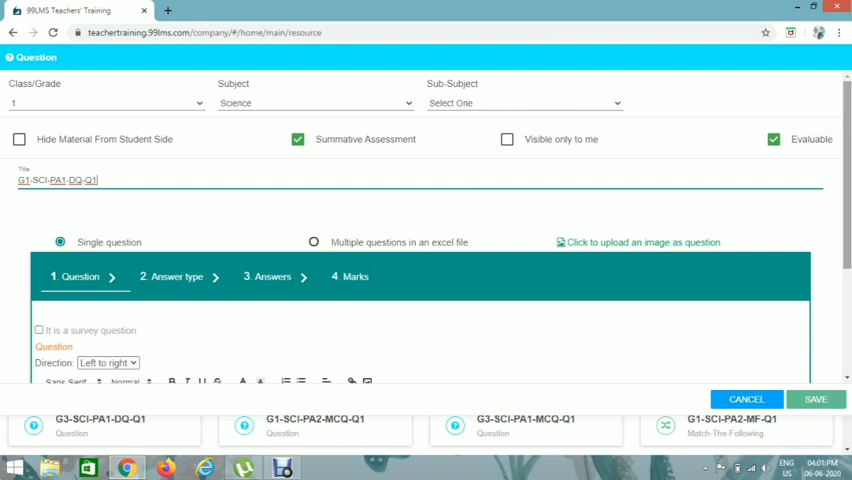 99LMS Teachers' Training
teachertraining.99lms.com/company/#/home/main/resource
Question
Class/Grade Subject Sub-Subject
1 Science Select One
Hide Material From Student Side Summative Assessment Visible only to me Evaluable
Title
G1-SCI-PA1-DQ-Q1
Single question Multiple questions in an excel file Click to upload an image as question
1. Question 2. Answer type 3. Answers 4. Marks
It is a survey question
Question
Direction: Left to right
Sans Serif Normal B I U S A A
CANCEL SAVE
G3-SCI-PA1-DQ-Q1 G1-SCI-PA2-MCQ-Q1 G3-SCI-PA1-MCQ-Q1 G1-SCI-PA2-MF-Q1
Question Question Question Match-The-Following
ENG 04:01 PM
US 06-06-2020